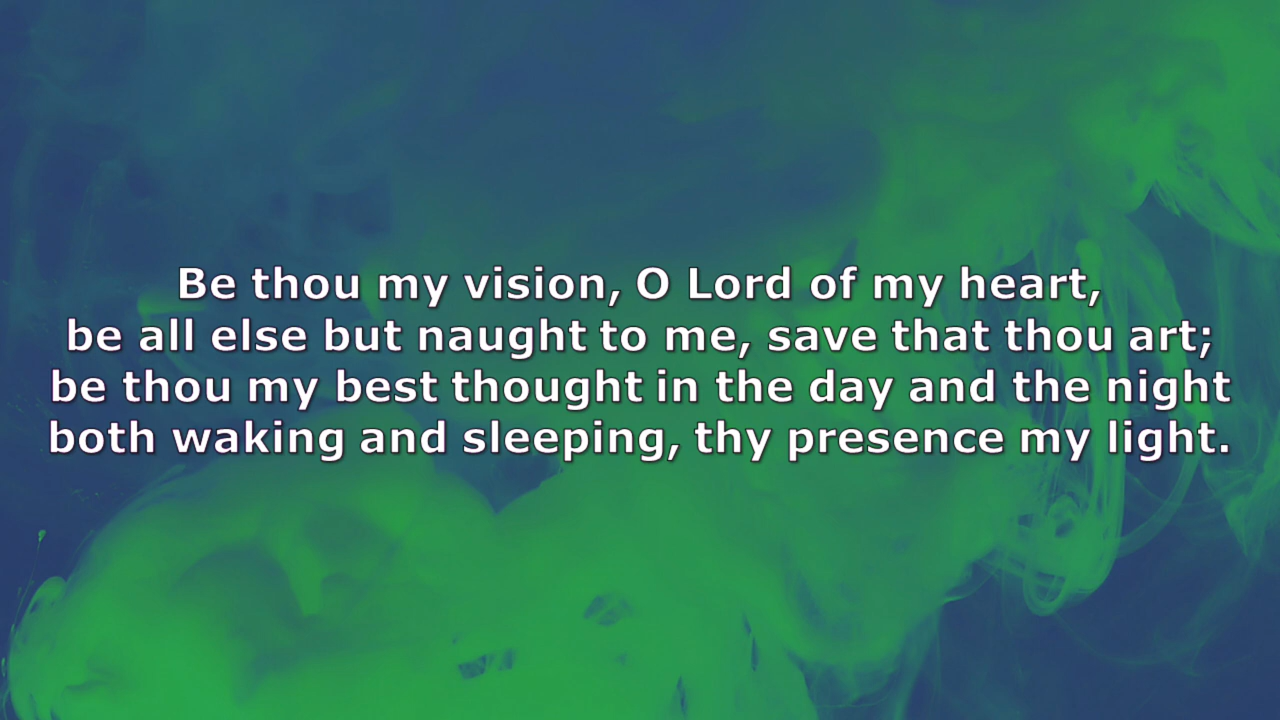 Be thou my vision, O Lord of my heart,
be all else but naught to me, save that thou art;
be thou my best thought in the day and the night
both waking and sleeping, thy presence my light.